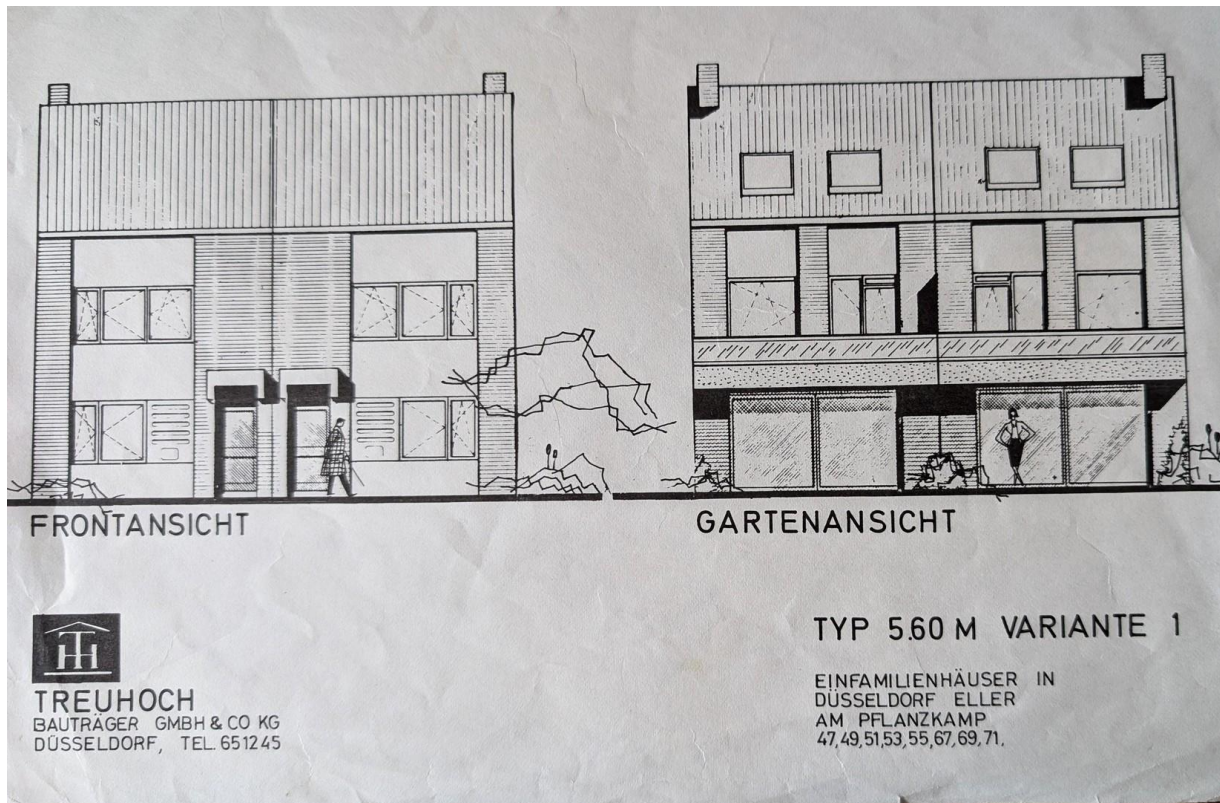 FRONTANSICHT
GARTENANSICHT
TH
TREUHOCH
BAUTRÄGER GMBH & CO KG
DÜSSELDORF, TEL. 651245
TYP 5.60 M VARIANTE 1
EINFAMILIENHÄUSER IN
DÜSSELDORF ELLER
AM PFLANZKAMP
47,49,51,53,55,67,69,71.